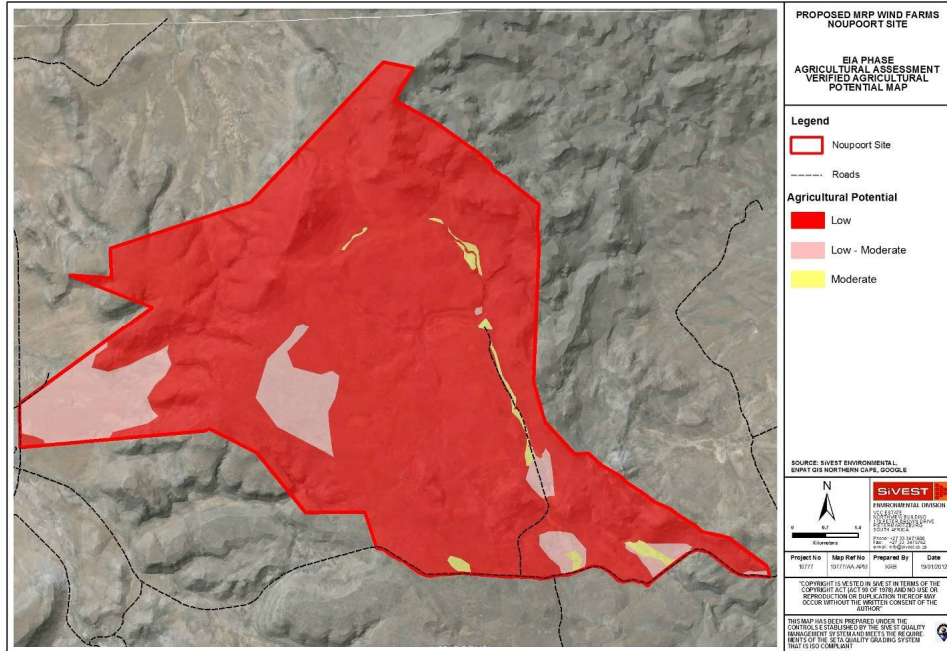 PROPOSED MRP WIND FARMS
NOUPOORT SITE
EIA PHASE
AGRICULTURAL ASSESSMENT
VERIFIED AGRICULTURAL
POTENTIAL MAP
Legend
Noupoort Site
Roads
Agricultural Potential
Low
Low - Moderate
Moderate
SOURCE: SiVEST ENVIRONMENTAL,
ENPAT GIS NORTHERN CAPE, GOOGLE
N
0 0.7 1.4
Kilometers
SiVEST
ENVIRONMENTAL DIVISION
SOUTH AFRICA
Project No Map Ref No Prepared By Date
10777 KRB 19/01/2012
"COPYRIGHT IS VESTED IN SiVEST IN TERMS OF THE
COPYRIGHT ACT (ACT 98 OF 1978) AND NO USE OR
REPRODUCTION OR DUPLICATION THEREOF MAY
OCCUR WITHOUT THE WRITTEN CONSENT OF THE
AUTHOR"
THIS MAP HAS BEEN PREPARED UNDER THE
CONTROLS ESTABLISHED BY THE SiVEST QUALITY
MANAGEMENT SYSTEM AND MEETS THE REQUIRE-
MENTS OF THE SETA QUALITY GRADING SYSTEM
THAT IS ISO COMPLIANT